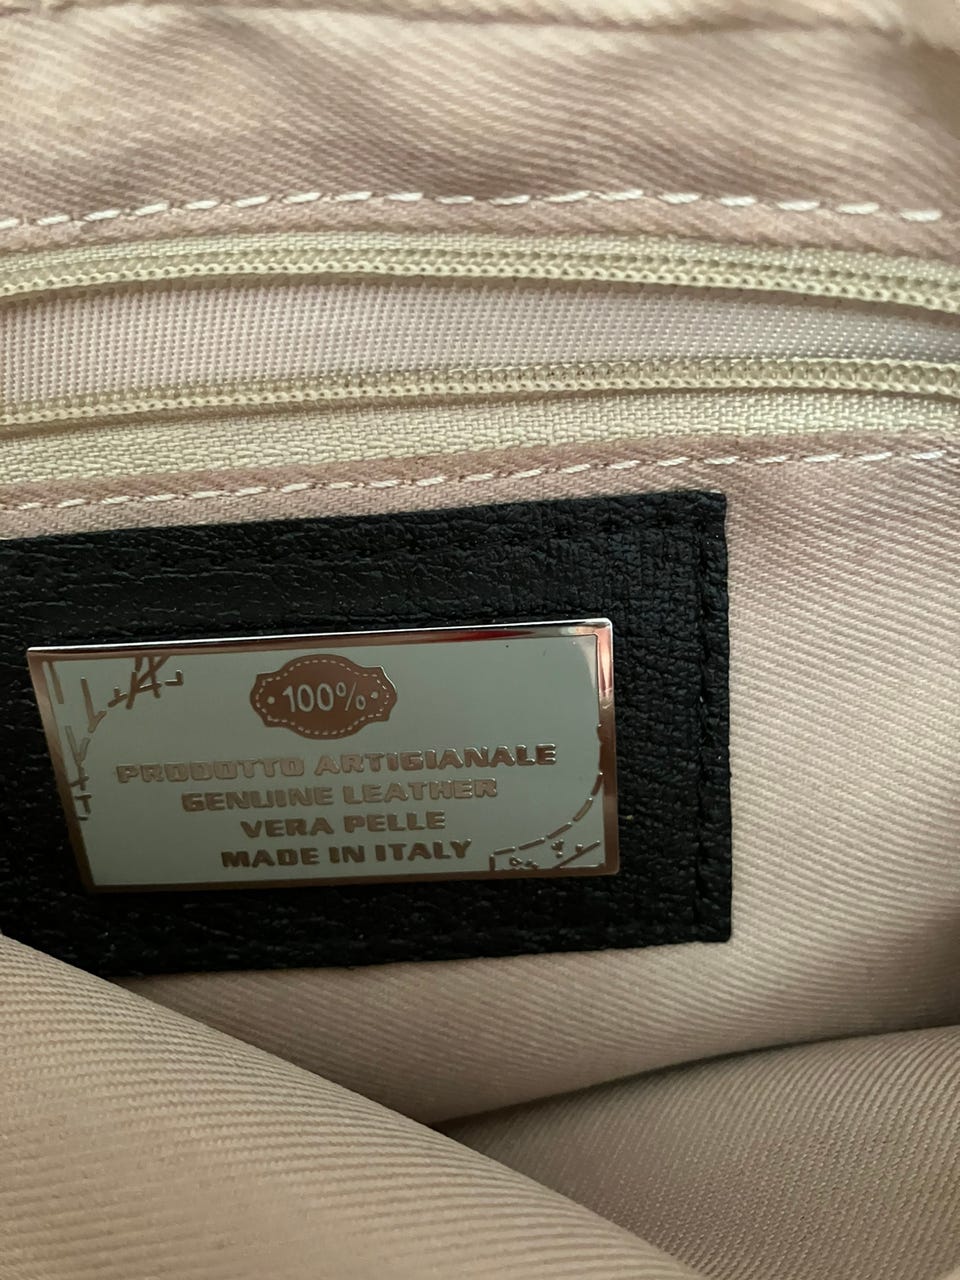 100%
PRODOTTO ARTIGIANALE
GENUINE LEATHER
VERA PELLE
MADE IN ITALY